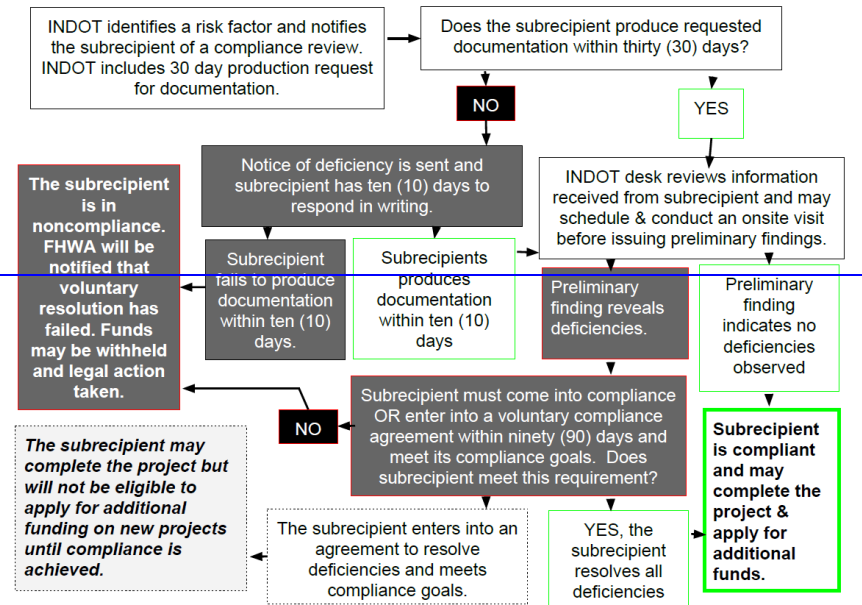 INDOT identifies a risk factor and notifies
the subrecipient of a compliance review.
INDOT includes 30 day production request
for documentation.
Does the subrecipient produce requested
documentation within thirty (30) days?
NO
YES
Notice of deficiency is sent and
subrecipient has ten (10) days to
respond in writing.
INDOT desk reviews information
received from subrecipient and may
schedule & conduct an onsite visit
before issuing preliminary findings.
The subrecipient
is in
noncompliance.
FHWA will be
notified that
voluntary
resolution has
failed. Funds
may be withheld
and legal action
taken.
Subrecipient
fails to produce
documentation
within ten (10)
days.
Subrecipients
produces
documentation
within ten (10)
days
Preliminary
finding reveals
deficiencies.
Preliminary
finding
indicates no
deficiencies
observed
Subrecipient must come into compliance
OR enter into a voluntary compliance
agreement within ninety (90) days and
meet its compliance goals. Does
subrecipient meet this requirement?
NO
The subrecipient may
complete the project but
will not be eligible to
apply for additional
funding on new projects
until compliance is
achieved.
The subrecipient enters into an
agreement to resolve
deficiencies and meets
compliance goals.
YES, the
subrecipient
resolves all
deficiencies
Subrecipient
is compliant
and may
complete the
project &
apply for
additional
funds.